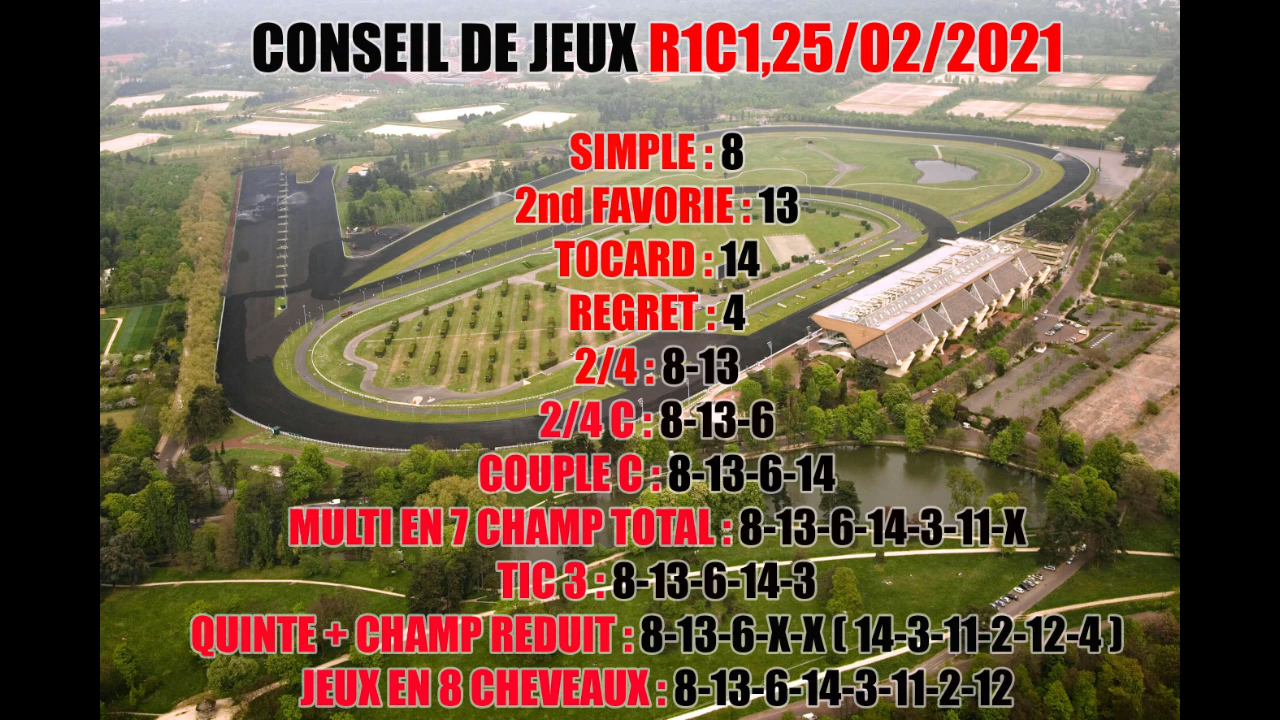 CONSEIL DE JEUX R1C1,25/02/2021
SIMPLE : 8
2nd FAVORIE : 13
TOCARD : 14
REGRET : 4
2/4 : 8-13
2/4 C : 8-13-6
COUPLE C : 8-13-6-14
MULTI EN 7 CHAMP TOTAL : 8-13-6-14-3-11-X
TIC 3 : 8-13-6-14-3
QUINTE + CHAMP REDUIT : 8-13-6-X-X ( 14-3-11-2-12-4 )
JEUX EN 8 CHEVEAUX : 8-13-6-14-3-11-2-12